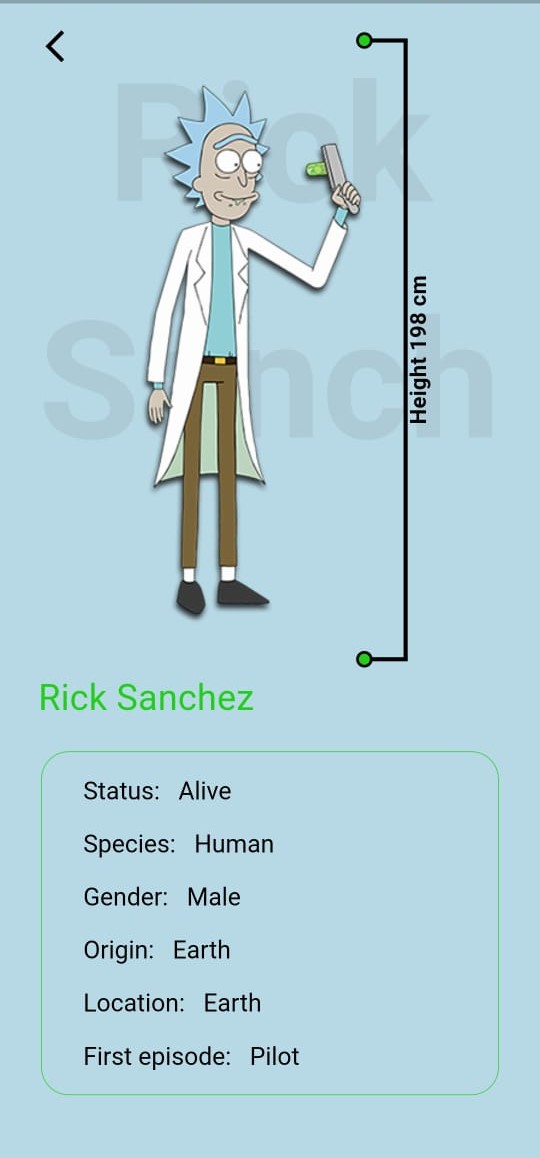 Rick
Sanch
Height 198 cm
Rick Sanchez
Status: Alive
Species: Human
Gender: Male
Origin: Earth
Location: Earth
First episode: Pilot